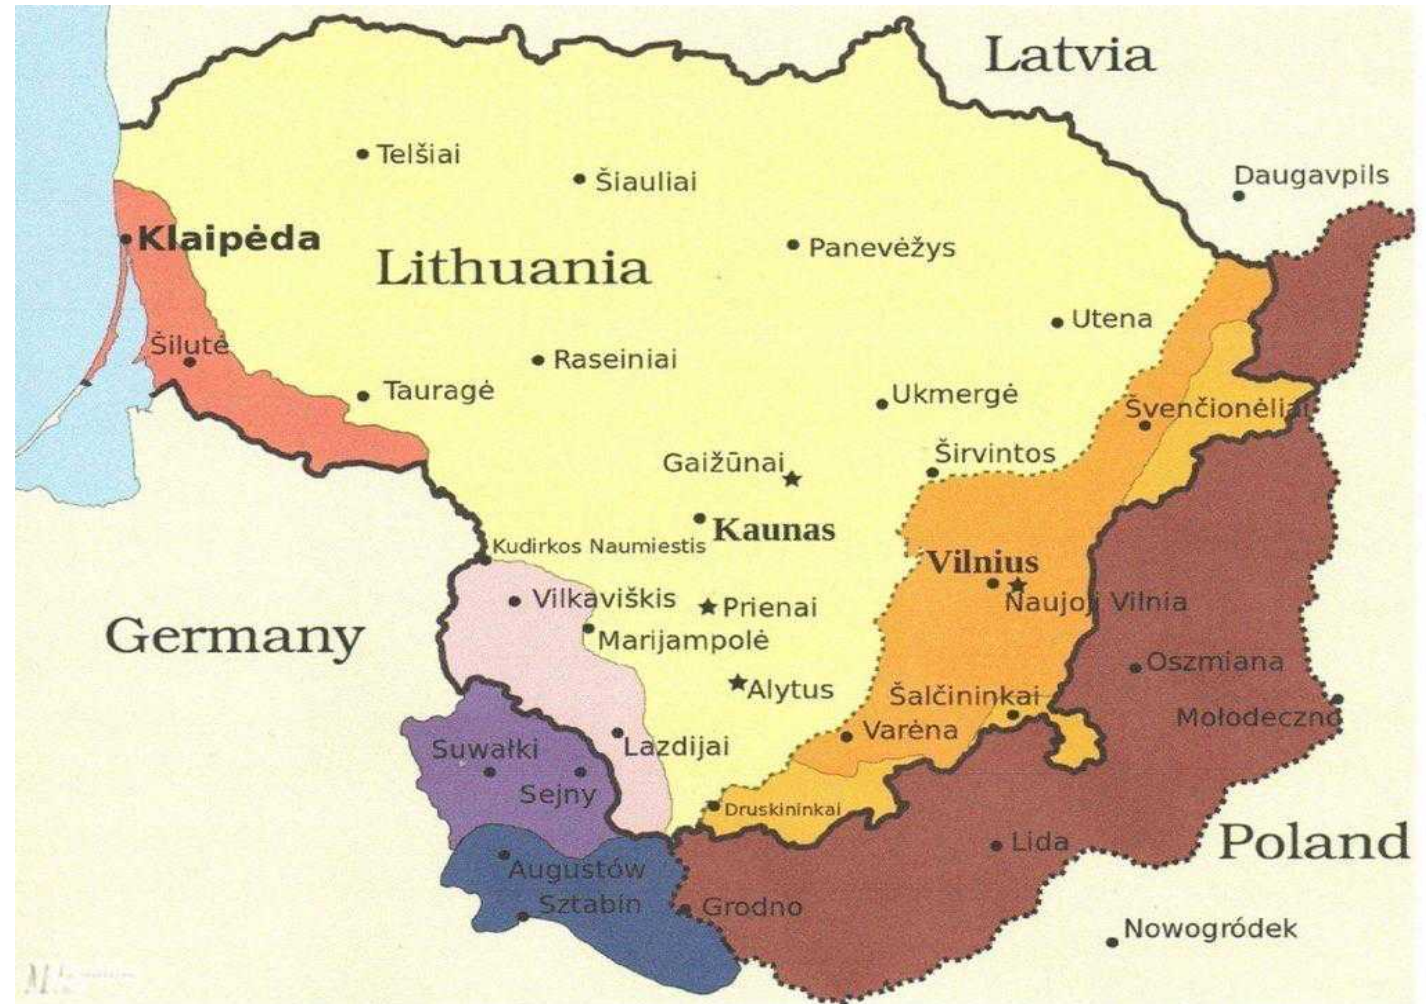 Latvia
Telšiai
Šiauliai
Daugavpils
Klaipėda
Panevėžys
Lithuania
Utena
Šilutė
Raseiniai
Tauragė
Ukmergė
Švenčionėliai
Širvintos
Gaižūnai
Kaunas
Kudirkos Naumiestis
Vilnius
Vilkaviškis
Prienai
Naujoji Vilnia
Germany
Marijampolė
Oszmiana
Alytus
Šalčininkai
Mołodeczno
Varėna
Suwałki
Lazdijai
Sejny
Druskininkai
Lida
Poland
Augustów
Sztabin
Grodno
Nowogródek